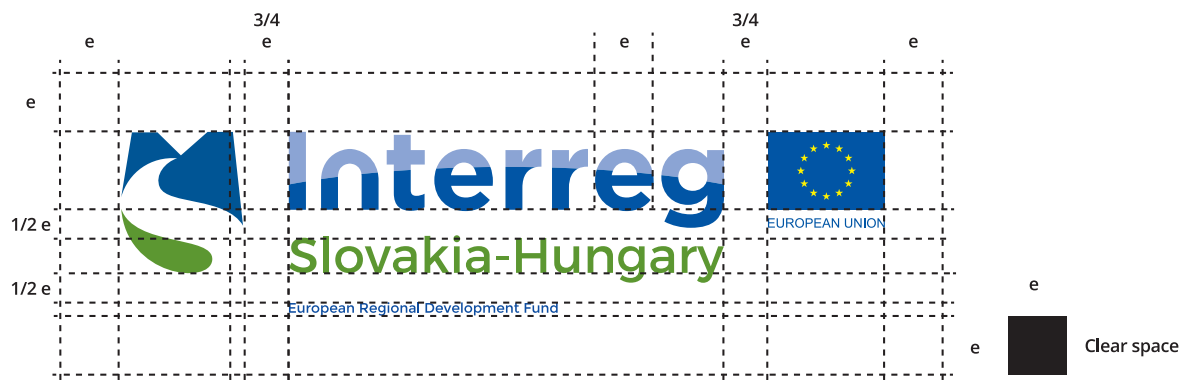 3/4 3/4
e e e e e
e
Interreg
1/2 e EUROPEAN UNION
Slovakia-Hungary
1/2 e e
European Regional Development Fund
e Clear space